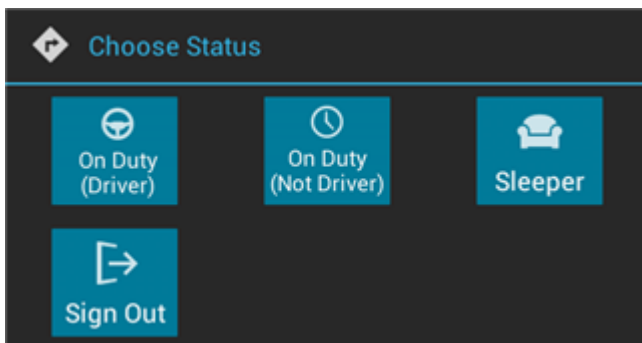 Choose Status
On Duty
(Driver)
On Duty
(Not Driver)
Sleeper
Sign Out